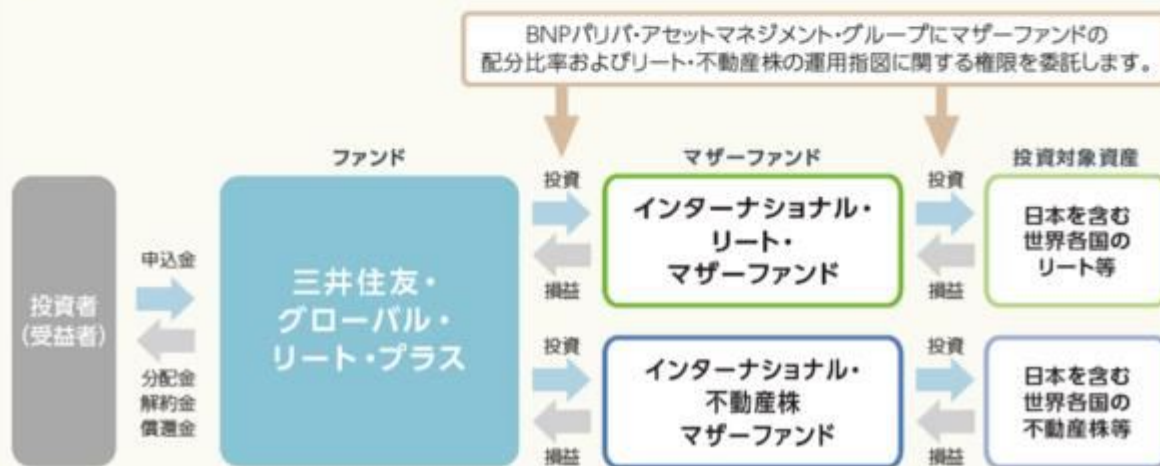 BNPパリバ・アセットマネジメント・グループにマザーファンドの
配分比率およびリート・不動産株の運用指図に関する権限を委託します。
ファンド
マザーファンド
投資対象資産
投資者
(受益者)
申込金
分配金
解約金
償還金
三井住友・
グローバル・
リート・プラス
投資
損益
インターナショナル・
リート・
マザーファンド
投資
損益
日本を含む
世界各国の
リート等
投資
損益
インターナショナル・
不動産株
マザーファンド
投資
損益
日本を含む
世界各国の
不動産株等